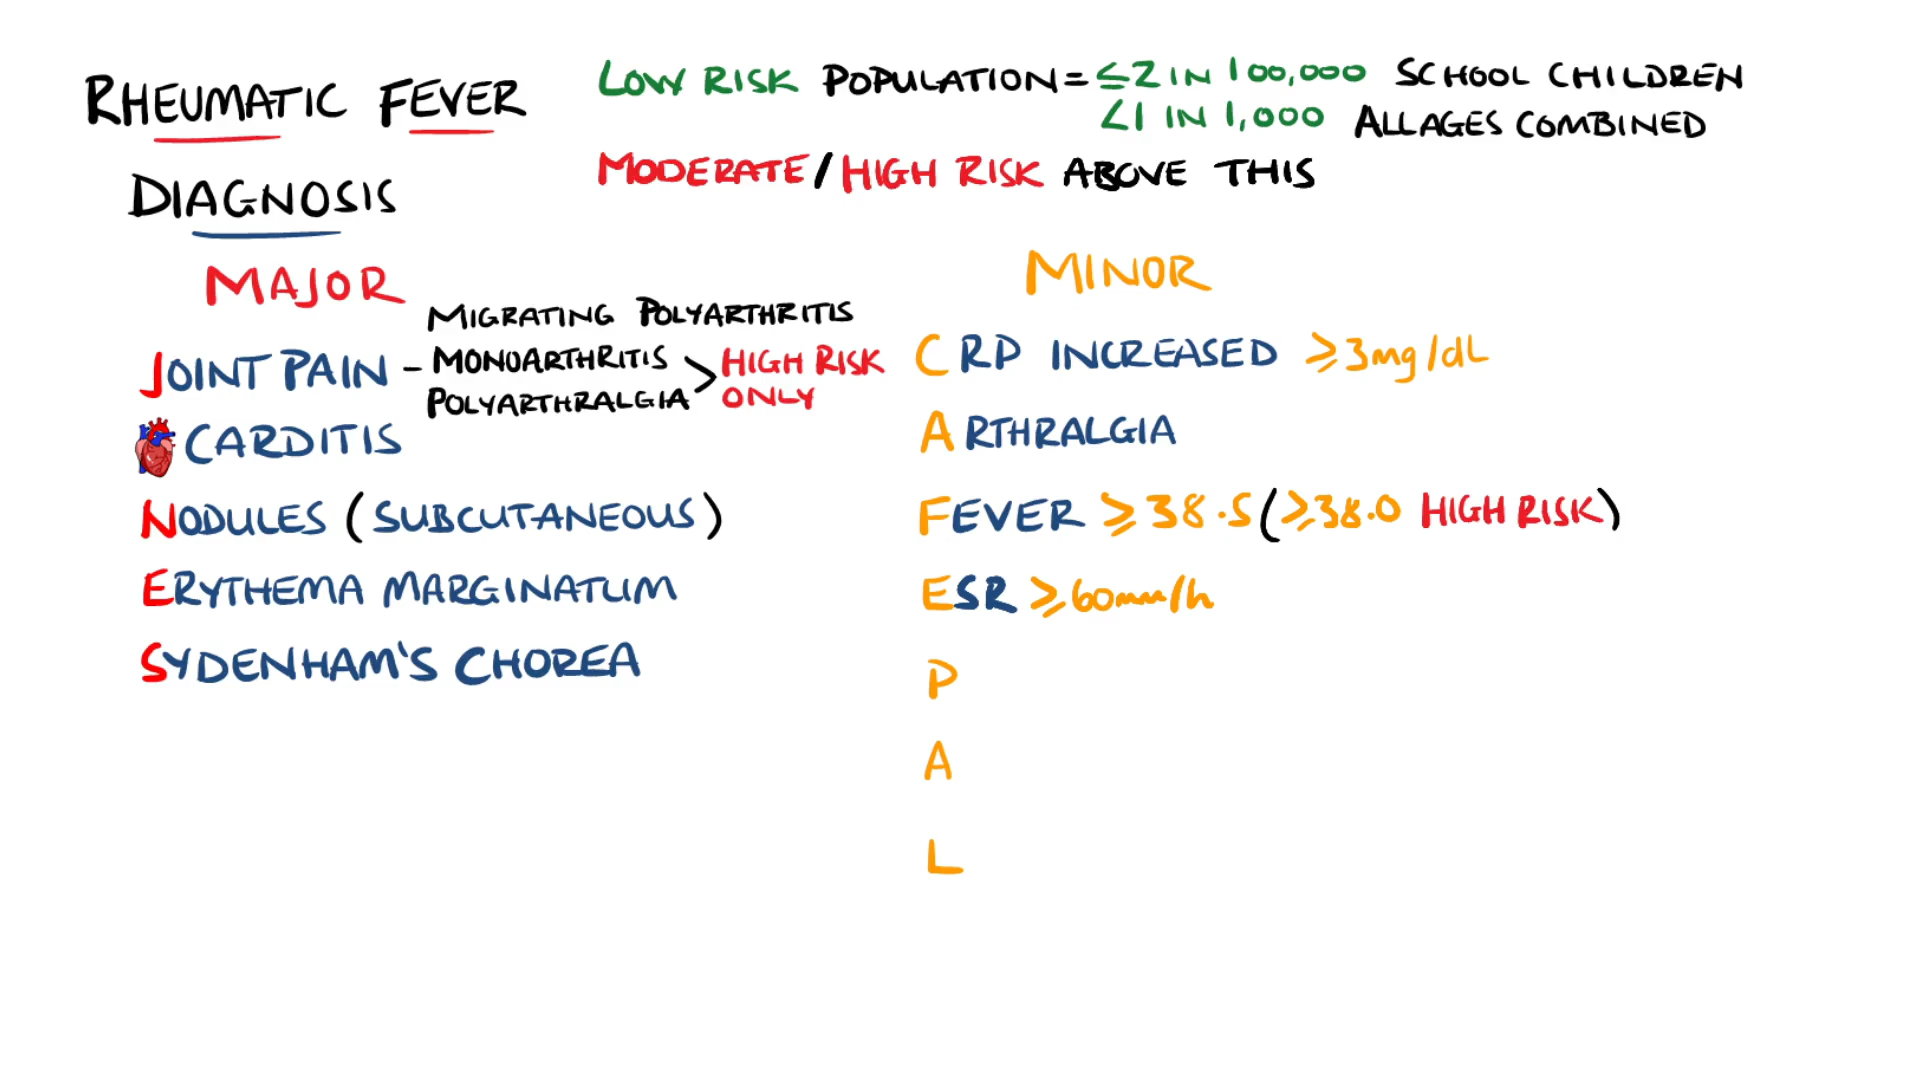 RHEUMATIC FEVER
LOW RISK POPULATION = ≤2 IN 100,000 SCHOOL CHILDREN
<1 IN 1,000 ALL AGES COMBINED
MODERATE/HIGH RISK ABOVE THIS
DIAGNOSIS
MAJOR
JOINT PAIN - MIGRATING POLYARTHRITIS
MONOARTHRITIS
POLYARTHRALGIA > HIGH RISK
ONLY
CARDITIS
NODULES (SUBCUTANEOUS)
ERYTHEMA MARGINATUM
SYDENHAM'S CHOREA
MINOR
CRP INCREASED ≥3mg/dL
ARTHRALGIA
FEVER ≥38.5 (≥38.0 HIGH RISK)
ESR ≥60mm/h
P
A
L